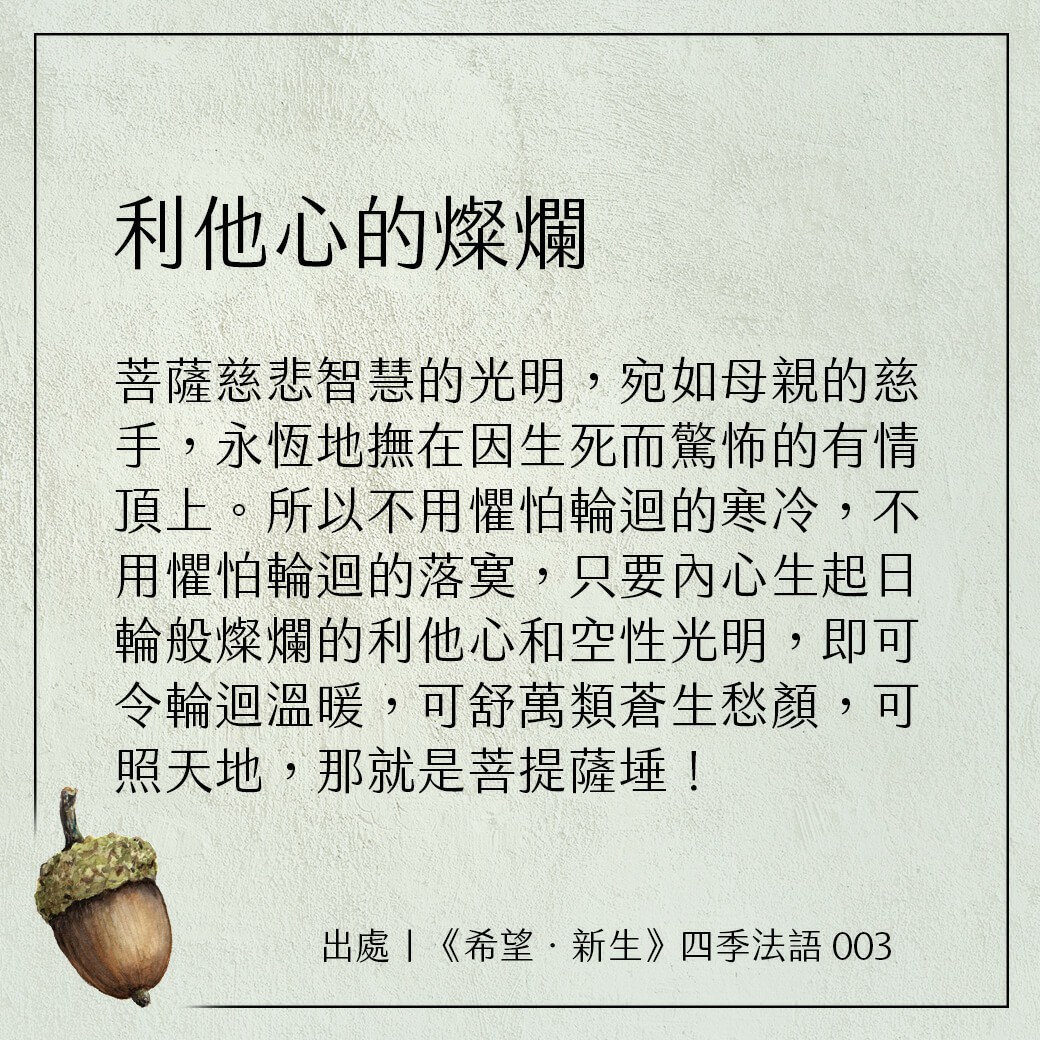 利他心的燦爛
菩薩慈悲智慧的光明，宛如母親的慈
手，永恆地撫在因生死而驚怖的有情
頂上。所以不用懼怕輪迴的寒冷，不
用懼怕輪迴的落寞，只要內心生起日
輪般燦爛的利他心和空性光明，即可
令輪迴溫暖，可舒萬類蒼生愁顏，可
照天地，那就是菩提薩埵！
出處｜《希望．新生》四季法語 003